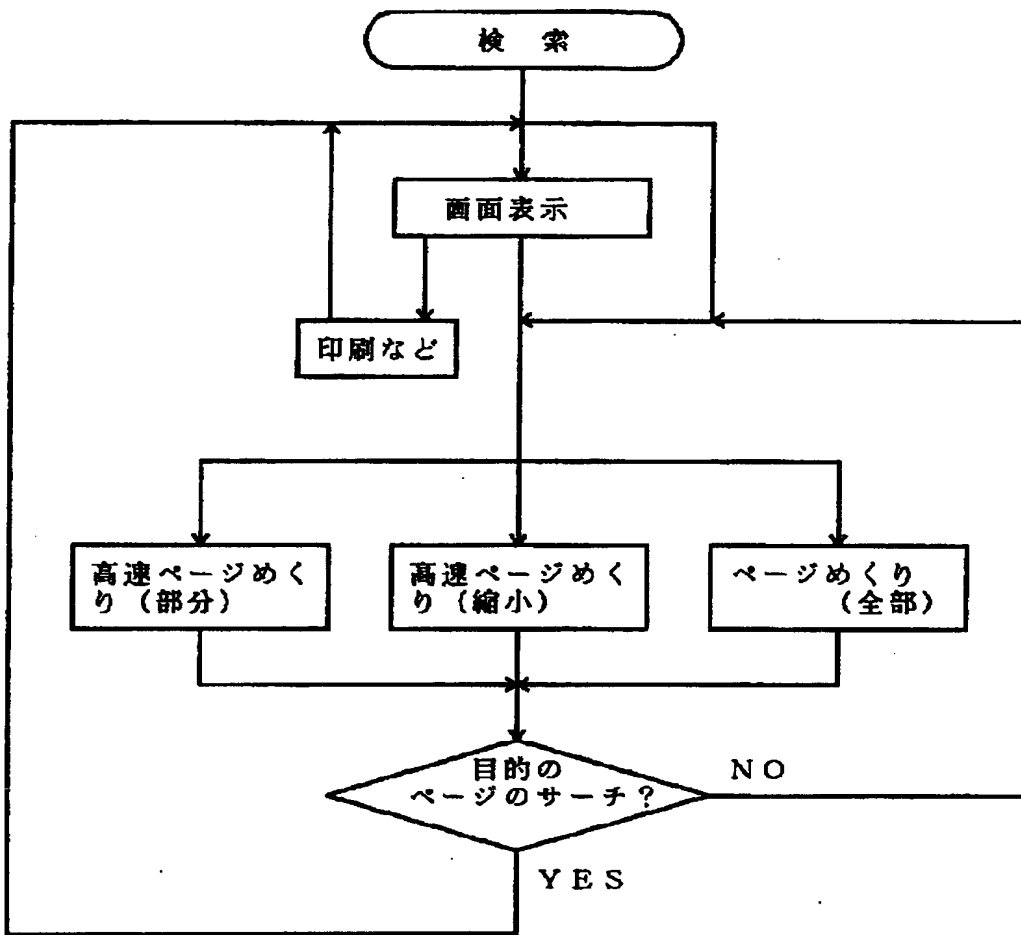 検 索
画面表示
印刷など
高速ページめく
り（部分）
高速ページめく
り（縮小）
ページめくり
（全部）
目的の
ページのサーチ？
NO
YES